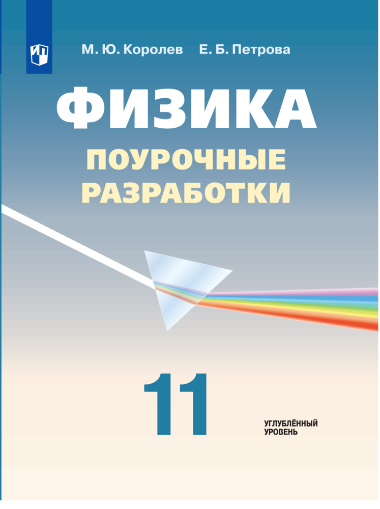 М. Ю. Королев Е. Б. Петрова
ФИЗИКА
ПОУРОЧНЫЕ
РАЗРАБОТКИ
11
УГЛУБЛЁННЫЙ
УРОВЕНЬ